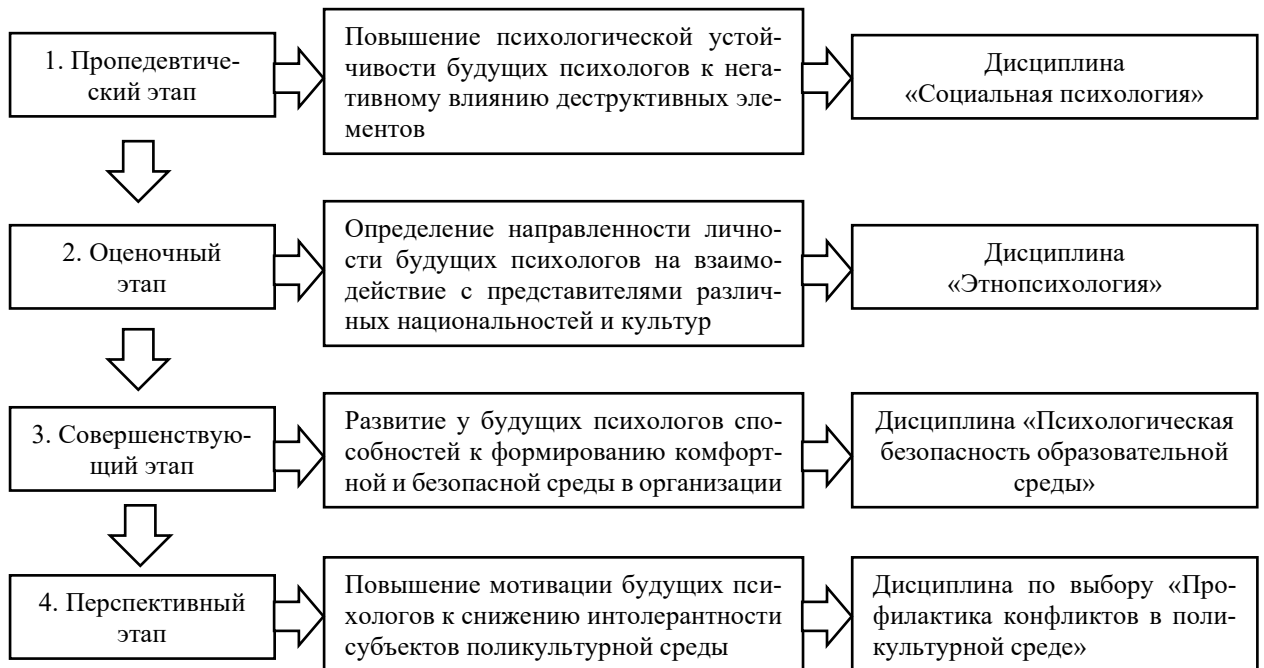 1. Пропедевтиче-
ский этап
Повышение психологической устой-
чивости будущих психологов к нега-
тивному влиянию деструктивных эле-
ментов
Дисциплина
«Социальная психология»
2. Оценочный
этап
Определение направленности лично-
сти будущих психологов на взаимо-
действие с представителями различ-
ных национальностей и культур
Дисциплина
«Этнопсихология»
3. Совершенствую-
щий этап
Развитие у будущих психологов спо-
собностей к формированию комфорт-
ной и безопасной среды в организации
Дисциплина «Психологическая
безопасность образовательной
среды»
4. Перспективный
этап
Повышение мотивации будущих пси-
хологов к снижению интолерантности
субъектов поликультурной среды
Дисциплина по выбору «Про-
филактика конфликтов в поли-
культурной среде»